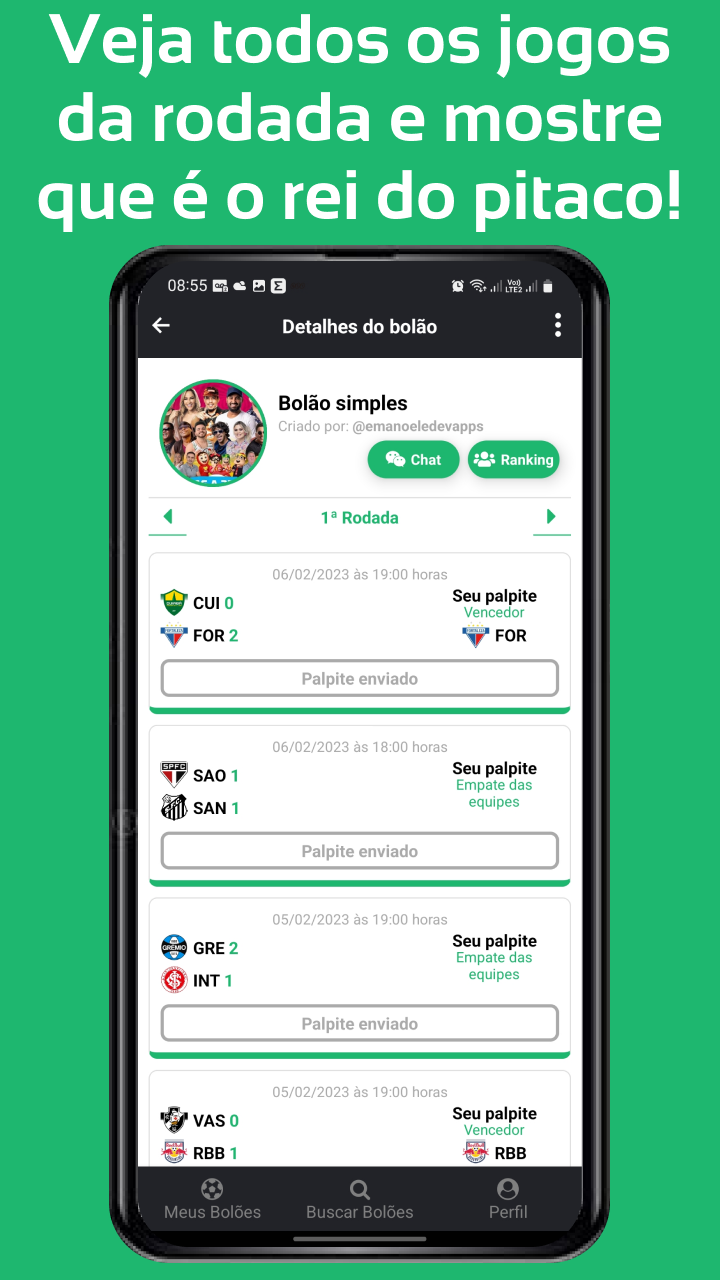 Veja todos os jogos
da rodada e mostre
que é o rei do pitaco!
08:55
Voi)
LTE2
Detalhes do bolão
Bolão simples
Criado por: @emanoeledevapps
Chat
Ranking
1ª Rodada
06/02/2023 às 19:00 horas
CUI 0
Seu palpite
Vencedor
FOR 2
FOR
Palpite enviado
06/02/2023 às 18:00 horas
SPFC
SAO 1
Seu palpite
Empate das
equipes
SAN 1
Palpite enviado
05/02/2023 às 19:00 horas
GRÊMIO
GRE 2
Seu palpite
Empate das
equipes
INT 1
Palpite enviado
05/02/2023 às 19:00 horas
VAS 0
Seu palpite
Vencedor
RBB 1
RBB
Meus Bolões
Buscar Bolões
Perfil